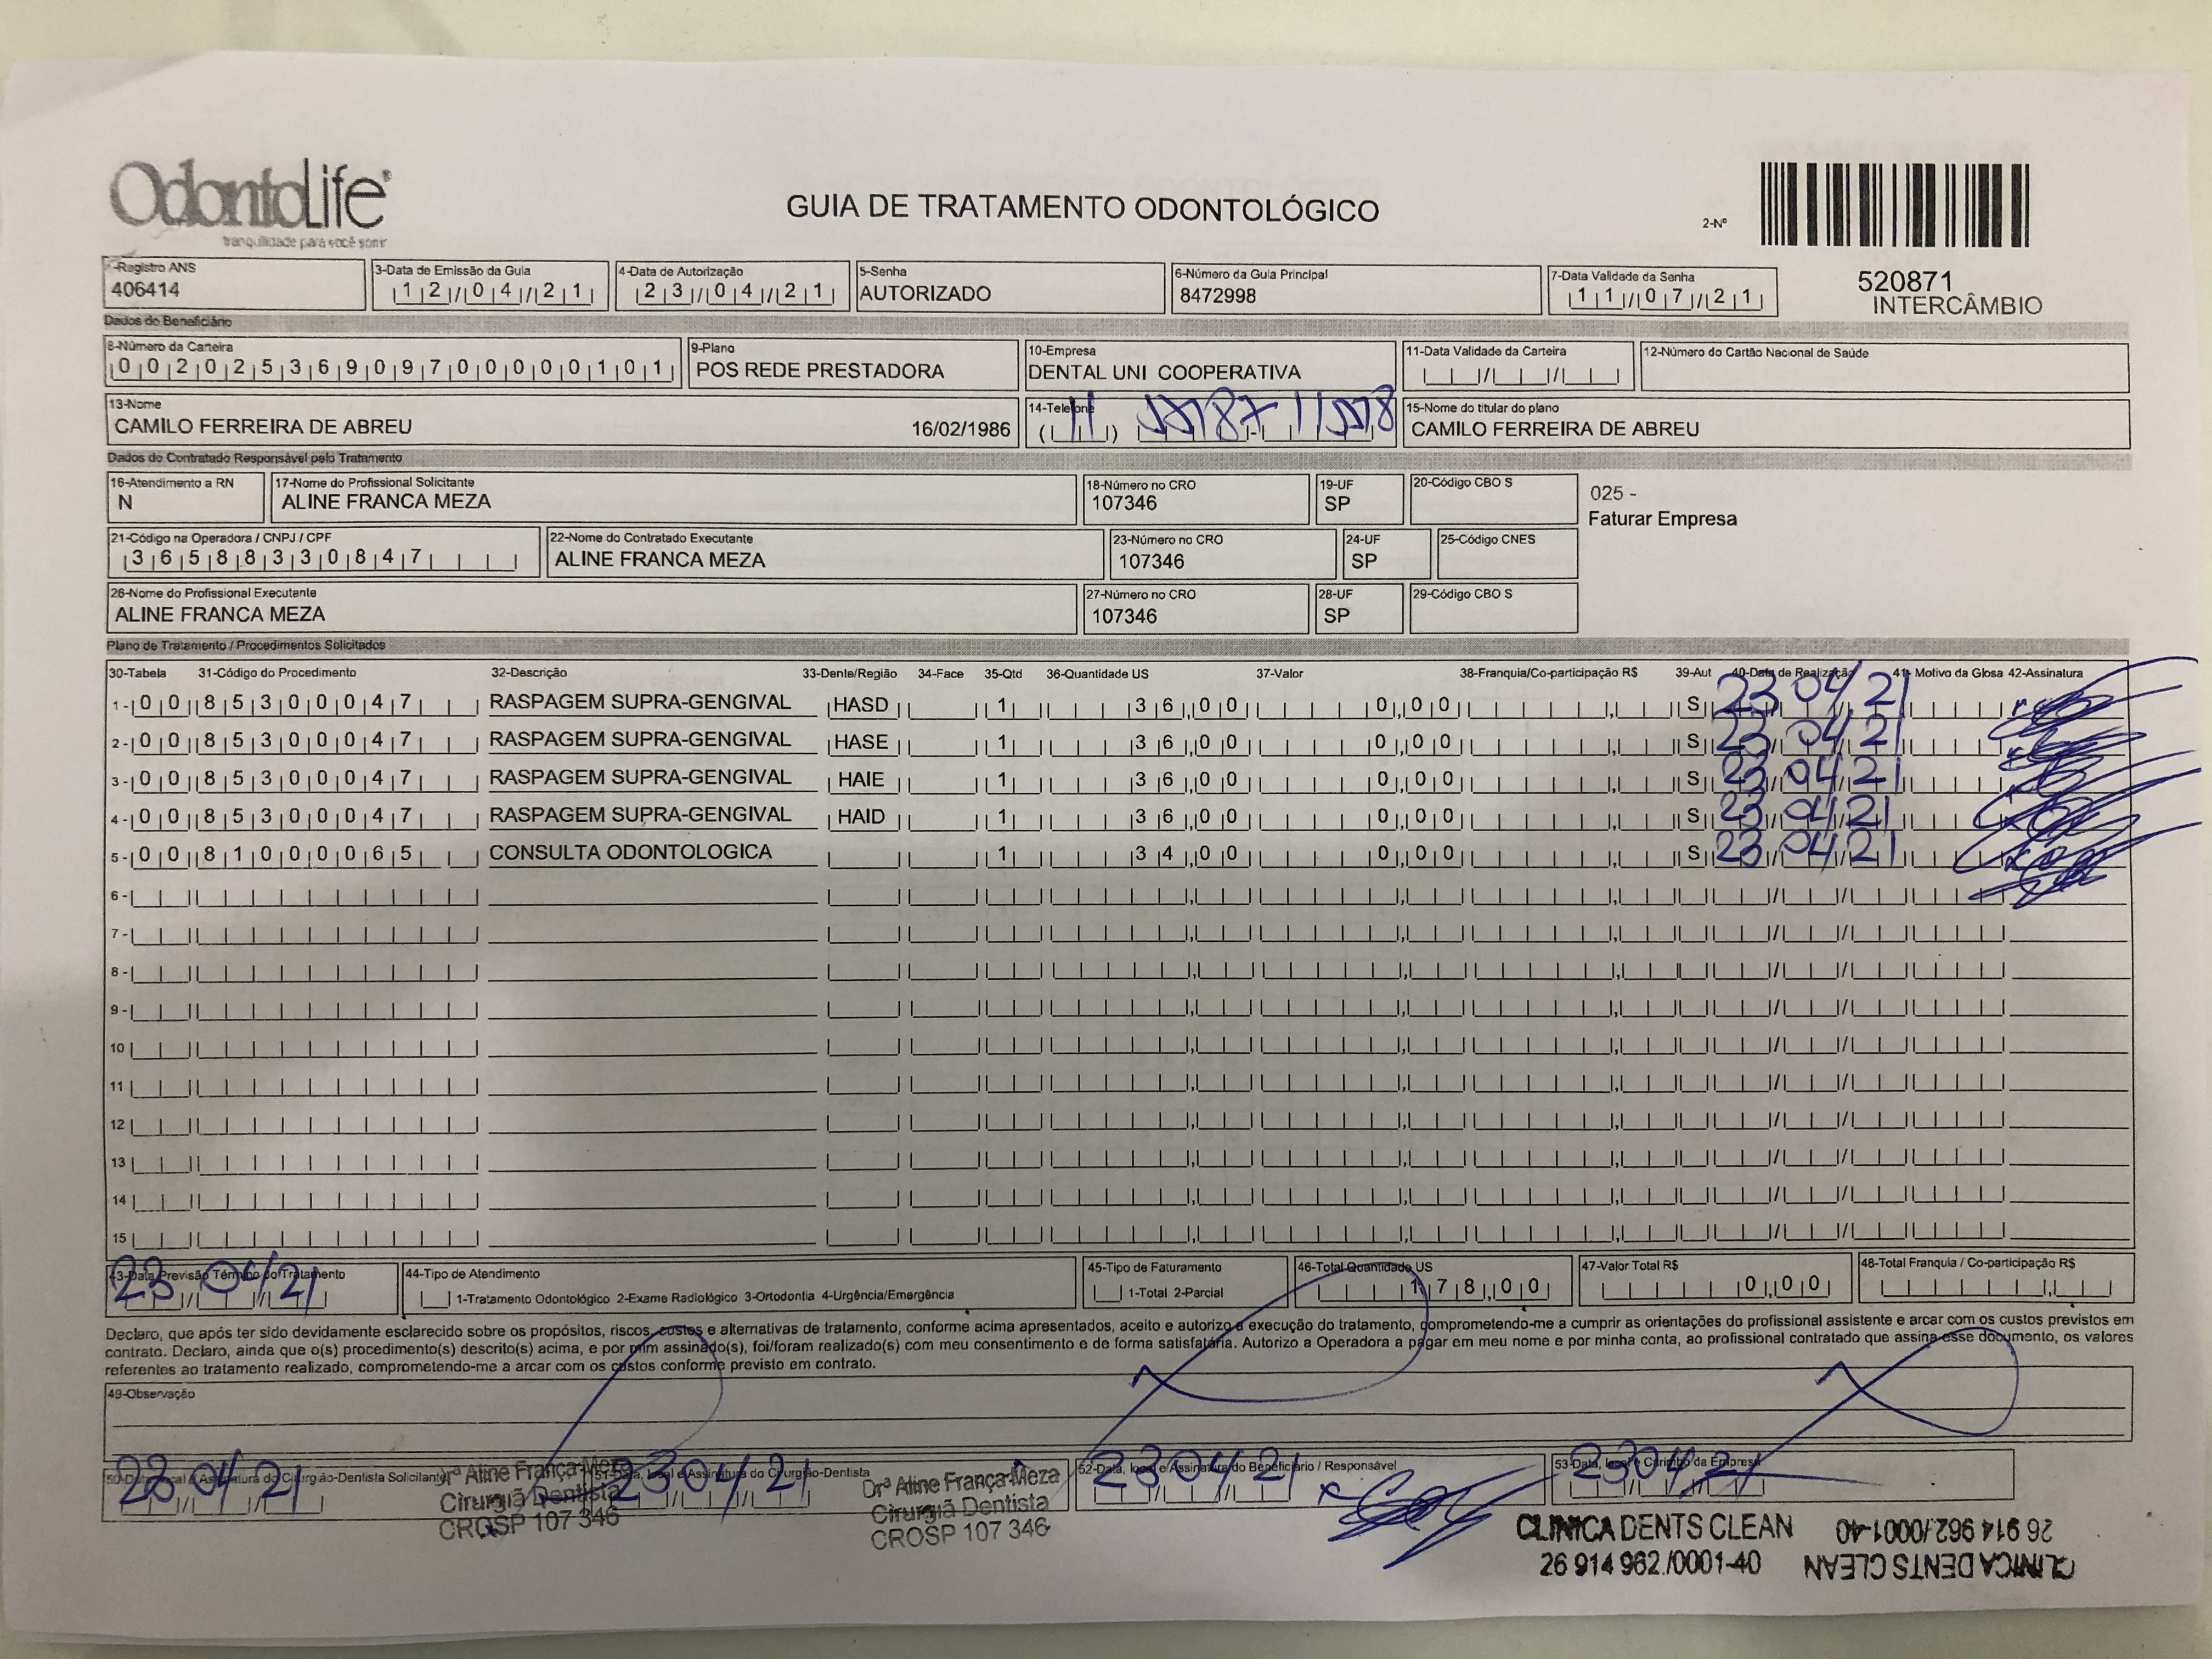 OdontoLife®
tranquilidade para você sorrir
GUIA DE TRATAMENTO ODONTOLÓGICO
2-Nº
520871
INTERCÂMBIO
1-Registro ANS 406414
3-Data de Emissão da Guia 12/04/21
4-Data de Autorização 23/04/21
5-Senha AUTORIZADO
6-Número da Guia Principal 8472998
7-Data Validade da Senha 11/07/21
Dados do Beneficiário
8-Número da Carteira 00202536909700000101
9-Plano POS REDE PRESTADORA
10-Empresa DENTAL UNI COOPERATIVA
11-Data Validade da Carteira
12-Número do Cartão Nacional de Saúde
13-Nome CAMILO FERREIRA DE ABREU 16/02/1986
14-Telefone (11)
15-Nome do titular do plano CAMILO FERREIRA DE ABREU
Dados do Contratado Responsável pelo Tratamento
16-Atendimento a RN N
17-Nome do Profissional Solicitante ALINE FRANCA MEZA
18-Número no CRO 107346
19-UF SP
20-Código CBO S
025 -
Faturar Empresa
21-Código na Operadora / CNPJ / CPF 36588330847
22-Nome do Contratado Executante ALINE FRANCA MEZA
23-Número no CRO 107346
24-UF SP
25-Código CNES
26-Nome do Profissional Executante ALINE FRANCA MEZA
27-Número no CRO 107346
28-UF SP
29-Código CBO S
Plano de Tratamento / Procedimentos Solicitados
30-Tabela 31-Código do Procedimento 32-Descrição 33-Dente/Região 34-Face 35-Qtd 36-Quantidade US 37-Valor 38-Franquia/Co-participação R$ 39-Aut 40-Data de Realização 41- Motivo da Glosa 42-Assinatura
1- 00 85300047 RASPAGEM SUPRA-GENGIVAL HASD 1 36,00 0,00 S 23/04/21
2- 00 85300047 RASPAGEM SUPRA-GENGIVAL HASE 1 36,00 0,00 S 23/04/21
3- 00 85300047 RASPAGEM SUPRA-GENGIVAL HAIE 1 36,00 0,00 S 23/04/21
4- 00 85300047 RASPAGEM SUPRA-GENGIVAL HAID 1 36,00 0,00 S 23/04/21
5- 00 81000065 CONSULTA ODONTOLOGICA 1 34,00 0,00 S 23/04/21
6-
7-
8-
9-
10
11
12
13
14
15
43-Data Previsão Término do Tratamento 23/04/21
44-Tipo de Atendimento 1-Tratamento Odontológico 2-Exame Radiológico 3-Ortodontia 4-Urgência/Emergência
45-Tipo de Faturamento 1-Total 2-Parcial
46-Total Quantidade US 178,00
47-Valor Total R$ 0,00
48-Total Franquia / Co-participação R$
Declaro, que após ter sido devidamente esclarecido sobre os propósitos, riscos, custos e alternativas de tratamento, conforme acima apresentados, aceito e autorizo a execução do tratamento, comprometendo-me a cumprir as orientações do profissional assistente e arcar com os custos previstos em
contrato. Declaro, ainda que o(s) procedimento(s) descrito(s) acima, e por mim assinado(s), foi/foram realizado(s) com meu consentimento e de forma satisfatória. Autorizo a Operadora a pagar em meu nome e por minha conta, ao profissional contratado que assina esse documento, os valores
referentes ao tratamento realizado, comprometendo-me a arcar com os custos conforme previsto em contrato.
49-Observação
50-Data, local e Assinatura do Cirurgião-Dentista Solicitante 23/04/21
51-Data, local e Assinatura do Cirurgião-Dentista 23/04/21
52-Data, local e Assinatura do Beneficiário / Responsável 23/04/21
53-Data, local e Carimbo da Empresa 23/04/21
Drª Aline França Meza
Cirurgiã Dentista
CROSP 107 346
Drª Aline França Meza
Cirurgiã Dentista
CROSP 107 346
CLINICA DENTS CLEAN
26 914 962/0001-40
CLINICA DENTS CLEAN
26 914 962/0001-40